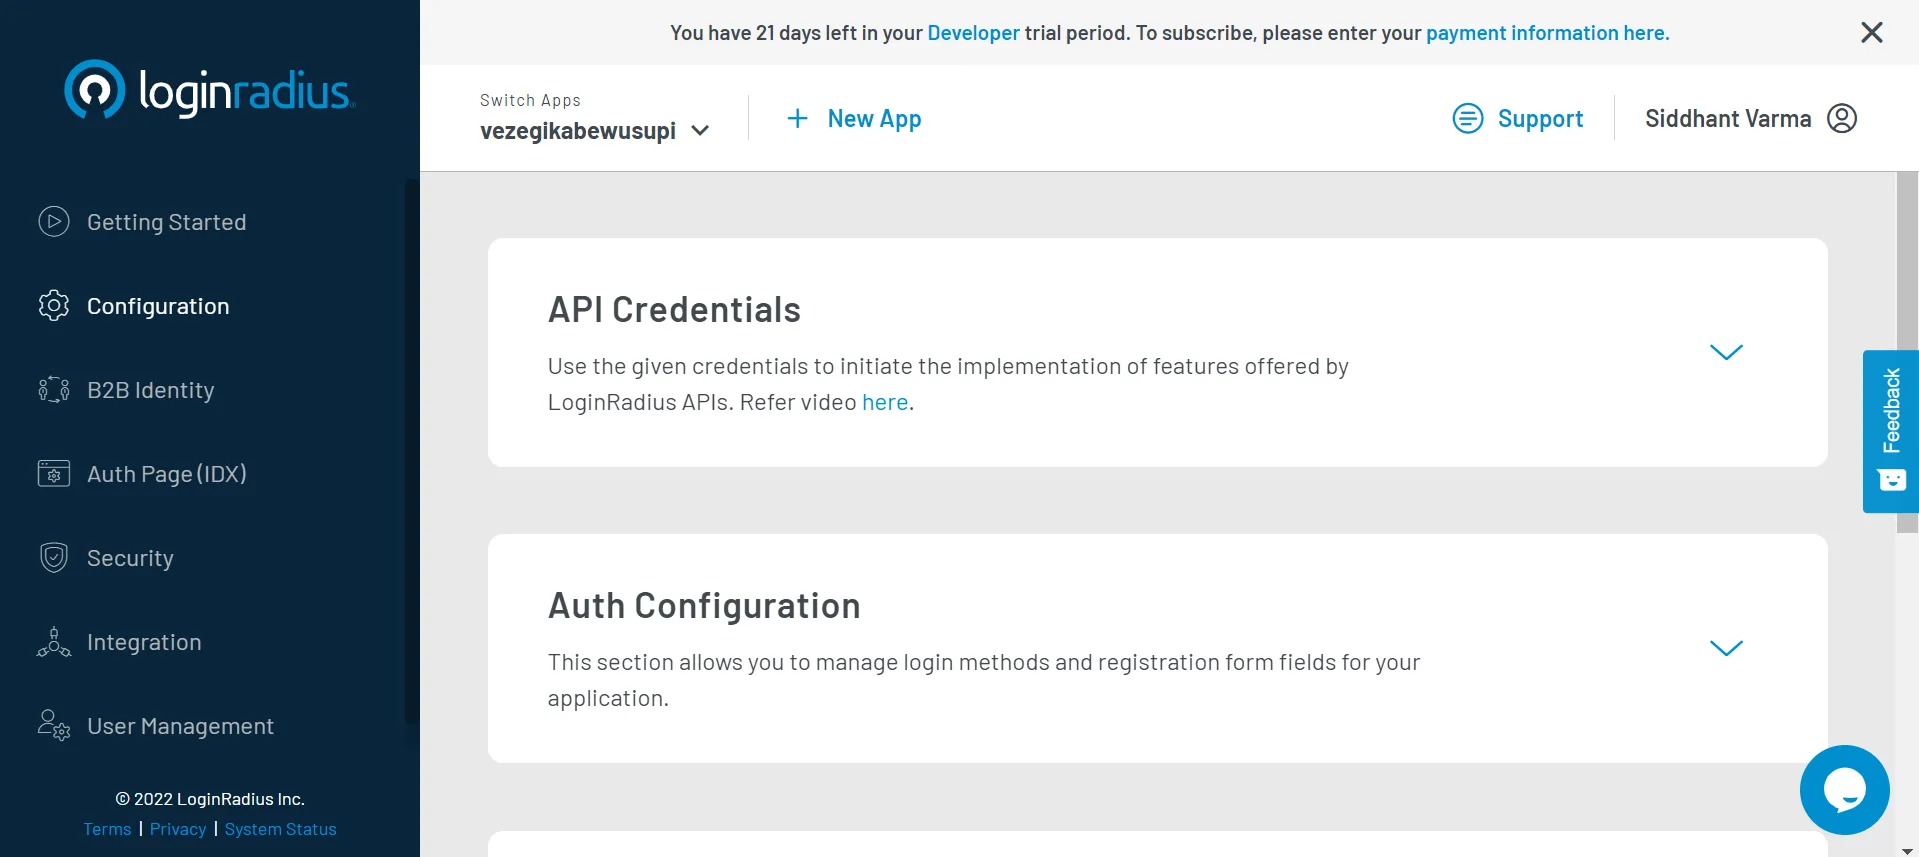 You have 21 days left in your Developer trial period. To subscribe, please enter your payment information here.
loginradius
Switch Apps
vezegikabewusupi
New App
Support
Siddhant Varma
Getting Started
Configuration
B2B Identity
Auth Page (IDX)
Security
Integration
User Management
© 2022 LoginRadius Inc.
Terms | Privacy | System Status
API Credentials
Use the given credentials to initiate the implementation of features offered by
LoginRadius APIs. Refer video here.
Auth Configuration
This section allows you to manage login methods and registration form fields for your
application.
Feedback